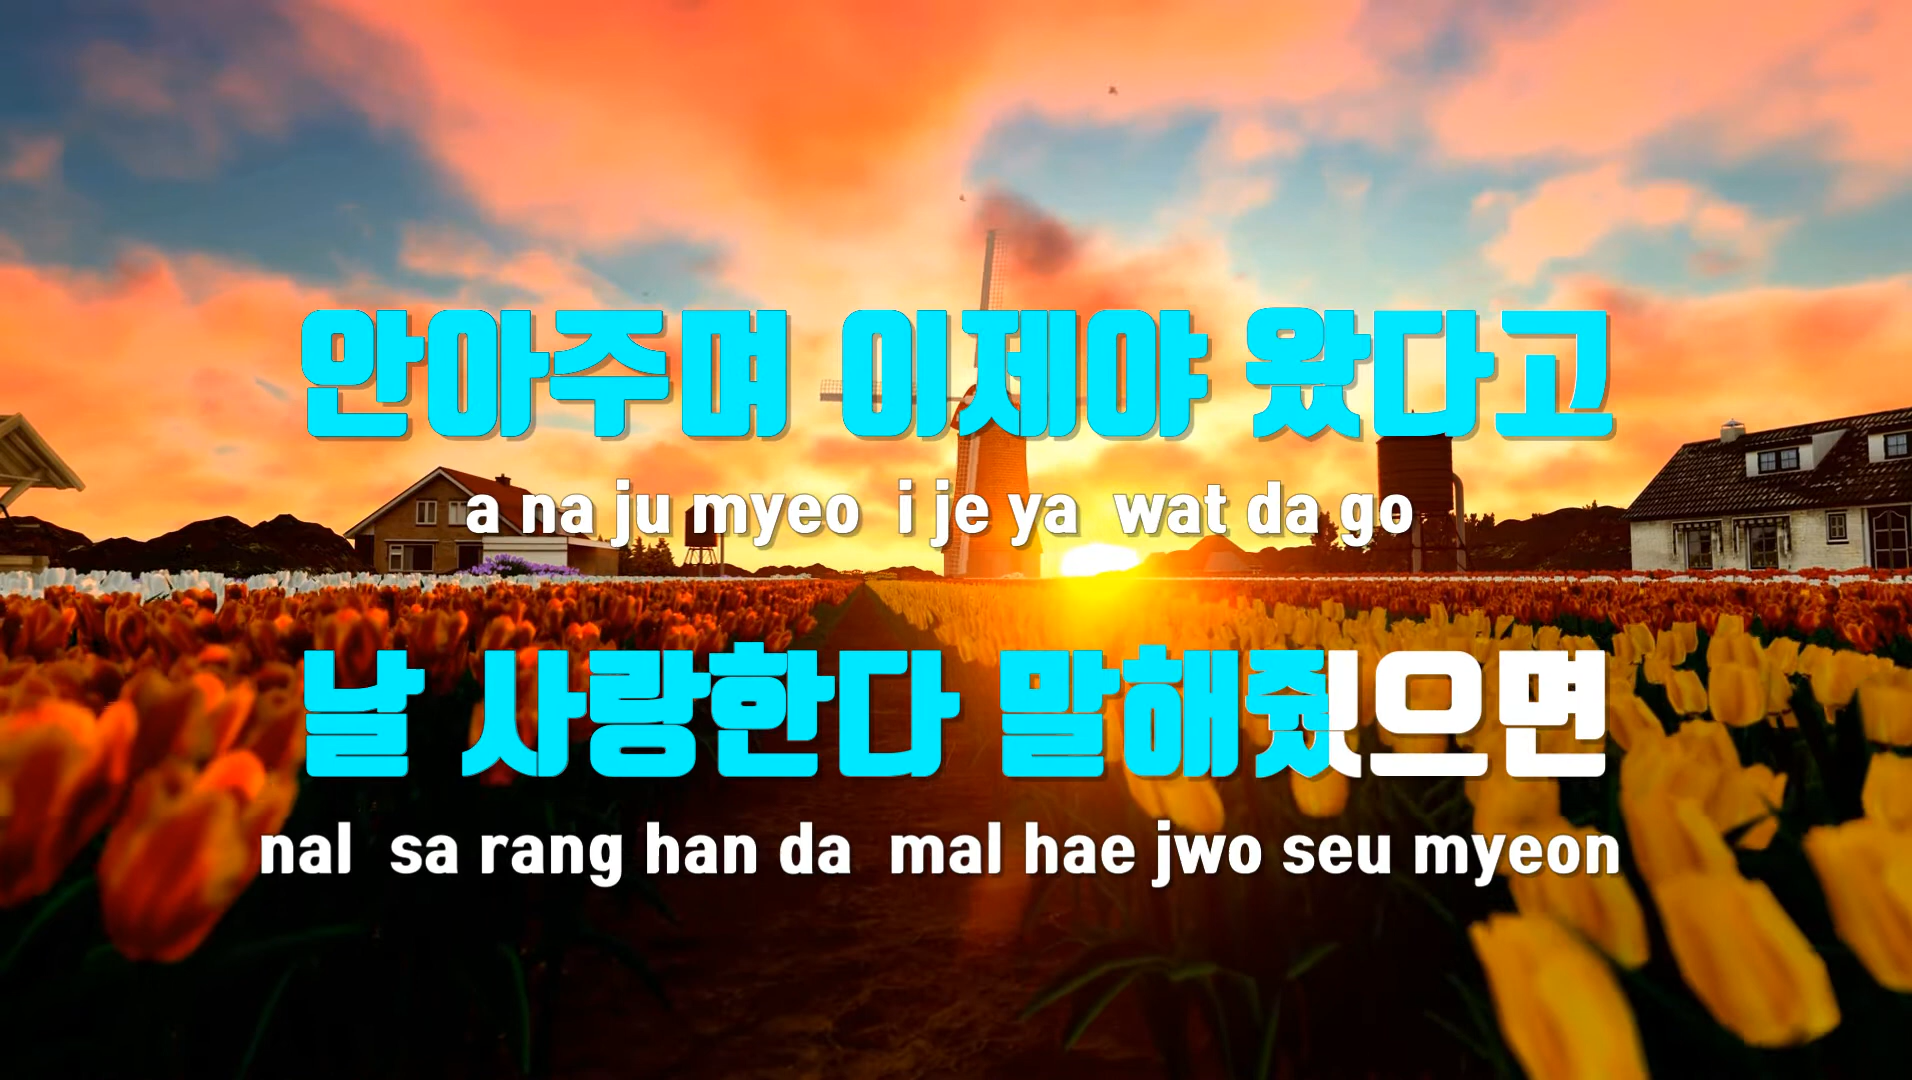 안아주며 이제야 왔다고
a na ju myeo i je ya wat da go
날 사랑한다 말해줬으면
nal sa rang han da mal hae jwo seu myeon